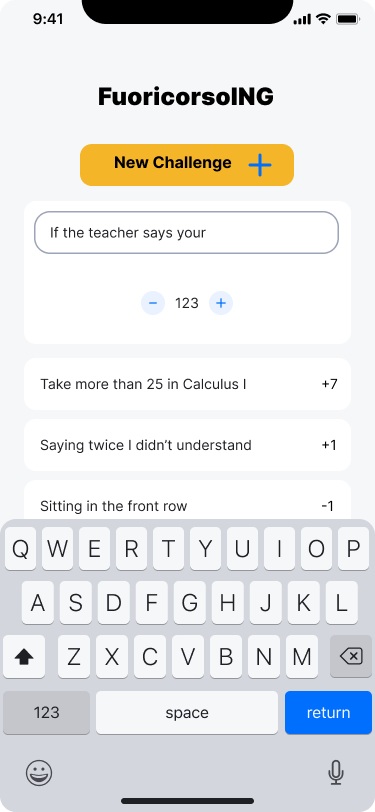 9:41
FuoricorsoING
New Challenge
If the teacher says your
− 123 +
Take more than 25 in Calculus I +7
Saying twice I didn’t understand +1
Sitting in the front row -1
Q W E R T Y U I O P
A S D F G H J K L
Z X C V B N M
123 space return